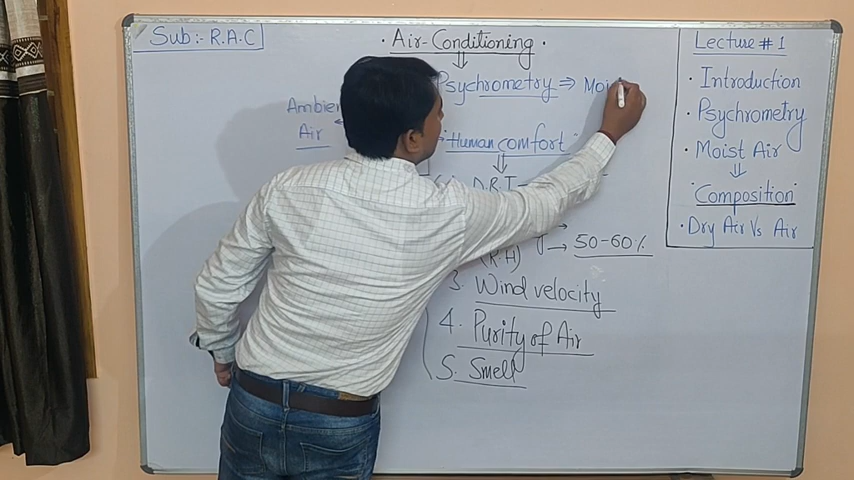 Sub:- R.A.C
· Air-Conditioning ·
⇓
Psychrometry ⇒ Mois
Ambien
Air
Human comfort
⇓
D.B.T
→ 50-60%
(R.H)
3. Wind velocity
4. Purity of Air
5. Smell
Lecture # 1
· Introduction
· Psychrometry
· Moist Air
⇓
"Composition"
· Dry Air Vs Air